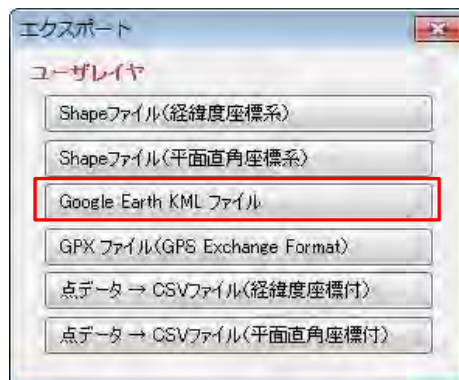 エクスポート
ユーザレイヤ
Shapeファイル(経緯度座標系)
Shapeファイル(平面直角座標系)
Google Earth KML ファイル
GPX ファイル(GPS Exchange Format)
点データ → CSVファイル(経緯度座標付)
点データ → CSVファイル(平面直角座標付)